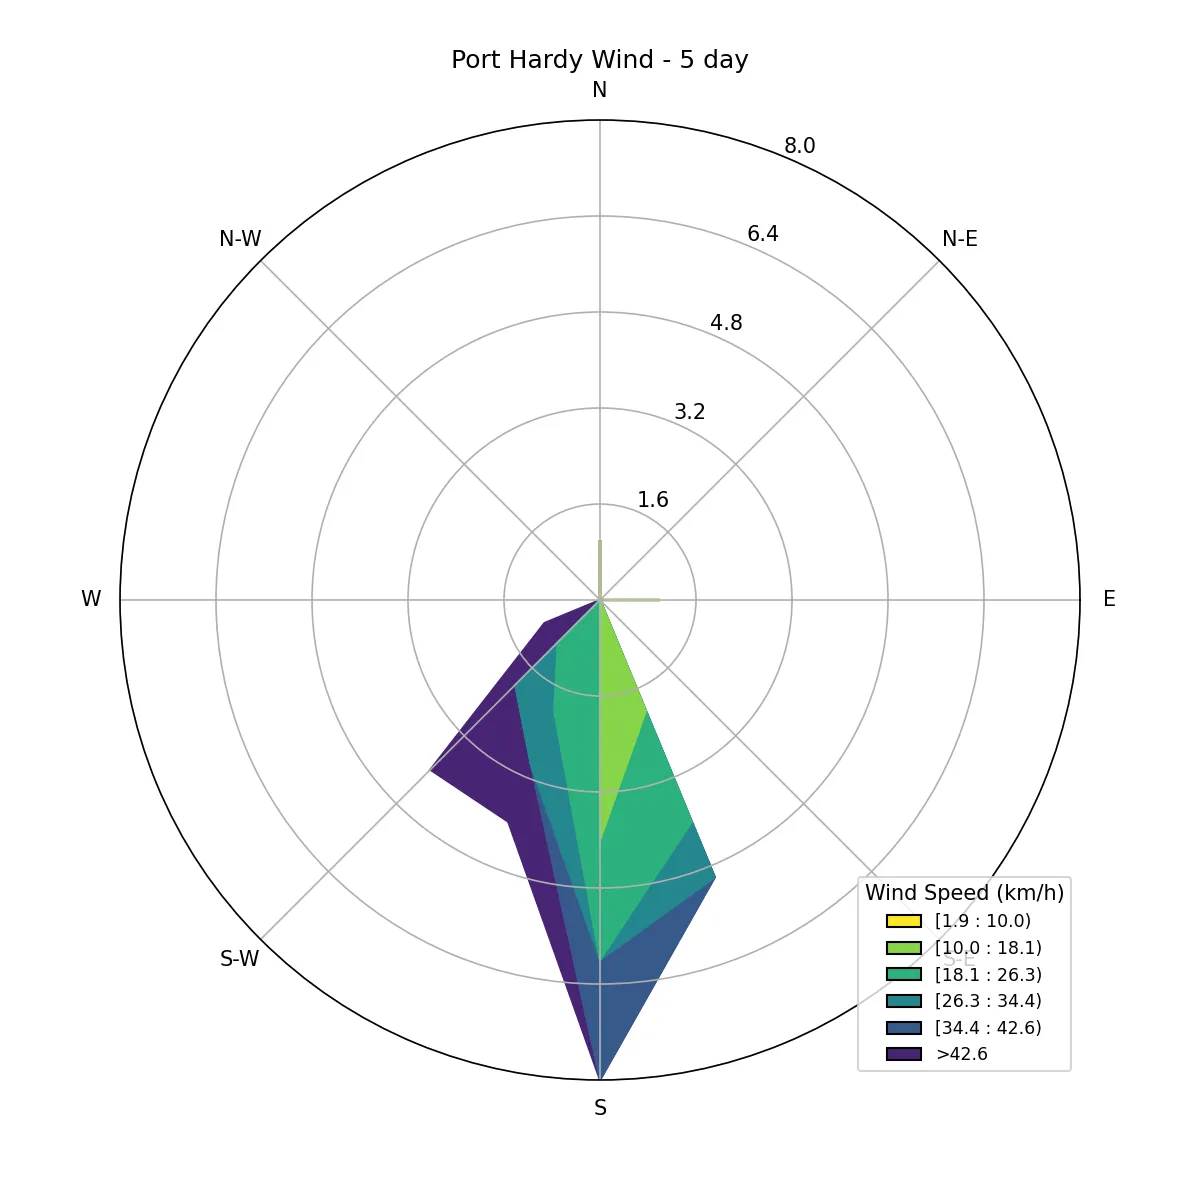 Port Hardy Wind - 5 day
N
8.0
N-W
6.4
N-E
4.8
3.2
1.6
W
E
Wind Speed (km/h)
[1.9 : 10.0)
[10.0 : 18.1)
S-W
S-E
[18.1 : 26.3)
[26.3 : 34.4)
[34.4 : 42.6)
>42.6
S